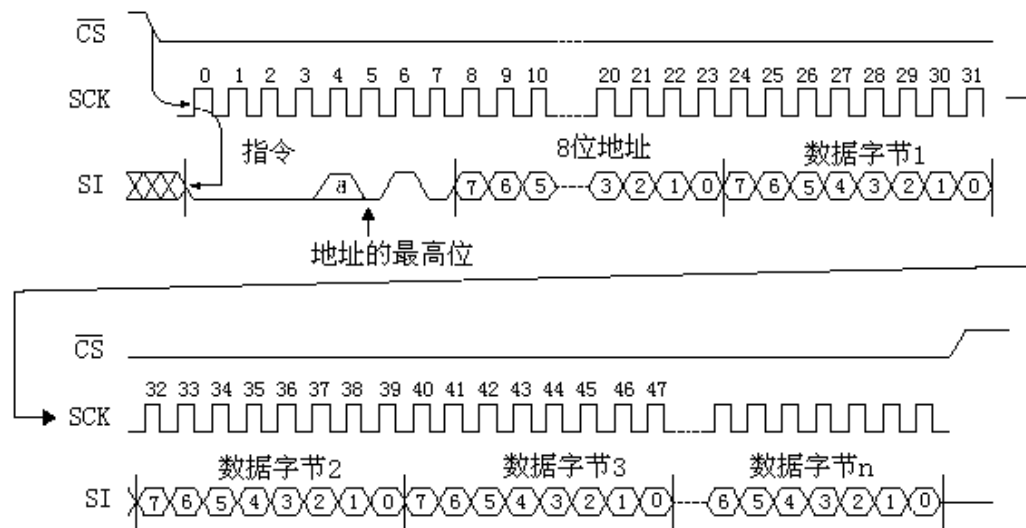 CS
0 1 2 3 4 5 6 7 8 9 10 20 21 22 23 24 25 26 27 28 29 30 31
SCK
指令 8位地址 数据字节1
SI a 7 6 5 3 2 1 0 7 6 5 4 3 2 1 0
地址的最高位
CS
32 33 34 35 36 37 38 39 40 41 42 43 44 45 46 47
SCK
数据字节2 数据字节3 数据字节n
SI 7 6 5 4 3 2 1 0 7 6 5 4 3 2 1 0 6 5 4 3 2 1 0